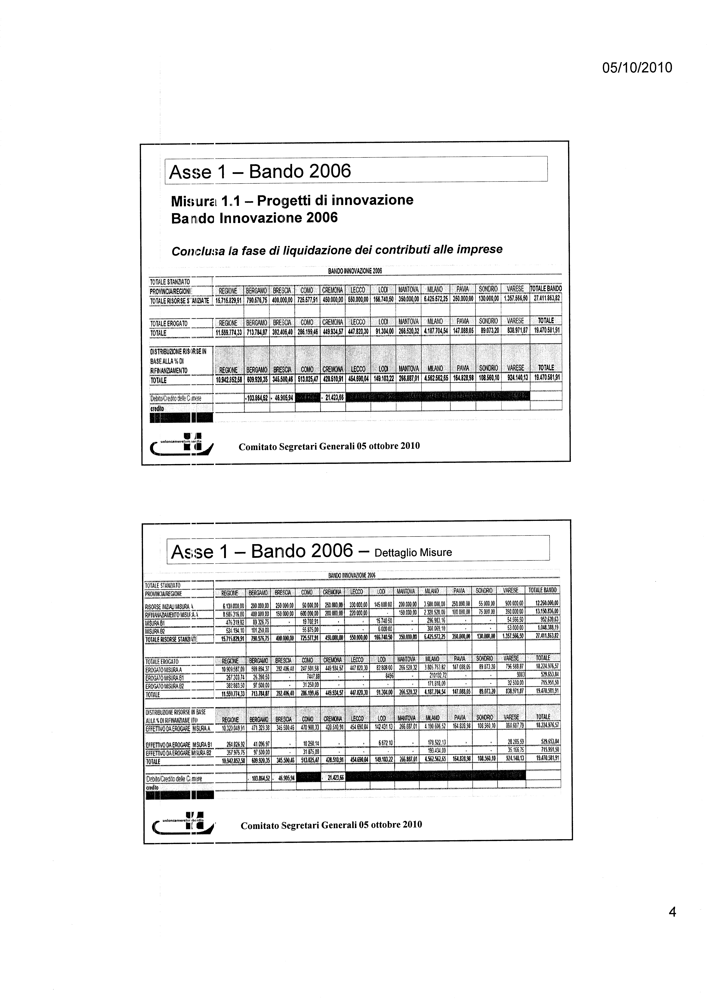 05/10/2010
Asse 1 – Bando 2006
Misura 1.1 – Progetti di innovazione
Bando Innovazione 2006
Conclusa la fase di liquidazione dei contributi alle imprese
BANDO INNOVAZIONE 2006
TOTALE STANZIATO
PROVINCIA/REGIONI REGIONE BERGAMO BRESCIA COMO CREMONA LECCO LODI MANTOVA MILANO PAVIA SONDRIO VARESE TOTALE BANDO
TOTALE RISORSE STANZIATE 15.715.829,91 790.576,75 400.000,00 725.577,91 450.000,00 550.000,00 166.740,50 350.000,00 6.425.572,25 350.000,00 130.000,00 1.357.566,50 27.411.863,82
TOTALE EROGATO REGIONE BERGAMO BRESCIA COMO CREMONA LECCO LODI MANTOVA MILANO PAVIA SONDRIO VARESE TOTALE
TOTALE 11.559.774,33 713.784,87 392.406,40 286.199,46 449.934,57 447.820,30 91.304,00 266.520,32 4.187.704,54 147.088,05 89.073,20 838.971,87 19.470.581,91
DISTRIBUZIONE RISORSE IN
BASE ALLA % DI
RIFINANZIAMENTO REGIONE BERGAMO BRESCIA COMO CREMONA LECCO LODI MANTOVA MILANO PAVIA SONDRIO VARESE TOTALE
TOTALE 10.942.852,58 609.920,35 345.500,46 513.025,47 428.510,91 454.690,04 149.103,22 266.887,01 4.562.562,65 164.828,98 108.560,10 924.140,13 19.470.581,91
Debito/Credito delle Camere - 103.864,52 - 46.905,94 - 21.423,66
credito
unioncamerelombardia
Comitato Segretari Generali 05 ottobre 2010
Asse 1 – Bando 2006 – Dettaglio Misure
BANDO INNOVAZIONE 2006
TOTALE STANZIATO
PROVINCIA/REGIONE REGIONE BERGAMO BRESCIA COMO CREMONA LECCO LODI MANTOVA MILANO PAVIA SONDRIO VARESE TOTALE BANDO
RISORSE INIZIALI MISURA A 6.130.000,00 200.000,00 250.000,00 50.000,00 250.000,00 330.000,00 145.000,00 200.000,00 3.500.000,00 250.000,00 55.000,00 900.000,00 12.260.000,00
RIFINANAZIAMENTO MISURA A 8.585.316,00 400.000,00 150.000,00 600.000,00 200.000,00 220.000,00 - 150.000,00 2.320.520,00 100.000,00 75.000,00 350.000,00 13.150.836,00
MISURA B1 476.319,82 89.326,75 - 19.702,91 - - 15.740,50 - 296.983,16 - - 54.566,50 952.639,63
MISURA B2 524.194,10 101.250,00 - 55.875,00 - - 6.000,00 - 308.069,10 - - 53.000,00 1.048.388,19
TOTALE RISORSE STANZIATE 15.715.829,91 790.576,75 400.000,00 725.577,91 450.000,00 550.000,00 166.740,50 350.000,00 6.425.572,25 350.000,00 130.000,00 1.357.566,50 27.411.863,82
TOTALE EROGATO REGIONE BERGAMO BRESCIA COMO CREMONA LECCO LODI MANTOVA MILANO PAVIA SONDRIO VARESE TOTALE
EROGATO MISURA A 10.909.587,09 589.894,37 392.406,40 247.501,58 449.934,57 447.820,30 82.808,00 266.520,32 3.805.753,82 147.088,05 89.073,20 796.588,87 18.224.976,57
EROGATO MISURA B1 267.303,74 26.390,50 - 7447,88 - - 8496 - 210132,72 - - 9883 529.653,84
EROGATO MISURA B2 382.883,50 97.500,00 - 31.250,00 - - - - 171.818,00 - - 32.500,00 715.951,50
TOTALE 11.559.774,33 713.784,87 392.406,40 286.199,46 449.934,57 447.820,30 91.304,00 266.520,32 4.187.704,54 147.088,05 89.073,20 838.971,87 19.470.581,91
DISTRIBUZIONE RISORSE IN BASE
ALLA % DI RIFINANZIAMENTO REGIONE BERGAMO BRESCIA COMO CREMONA LECCO LODI MANTOVA MILANO PAVIA SONDRIO VARESE TOTALE
EFFETTIVO DA EROGARE MISURA A 10.320.049,91 471.323,38 345.500,46 470.900,33 428.510,91 454.690,04 142.431,13 266.887,01 4.190.606,52 164.828,98 108.560,10 860.687,79 18.224.976,57
EFFETTIVO DA EROGARE MISURA B1 264.826,92 41.096,97 - 10.250,14 - - 6.672,10 - 178.522,13 - - 28.285,59 529.653,84
EFFETTIVO DA EROGARE MISURA B2 357.975,75 97.500,00 - 31.875,00 - - - - 193.434,00 - - 35.166,75 715.951,50
TOTALE 10.942.852,58 609.920,35 345.500,46 513.025,47 428.510,91 454.690,04 149.103,22 266.887,01 4.562.562,65 164.828,98 108.560,10 924.140,13 19.470.581,91
Debito/Credito delle Camere - 103.864,52 - 46.905,94 - 21.423,66
credito
unioncamerelombardia
Comitato Segretari Generali 05 ottobre 2010
4